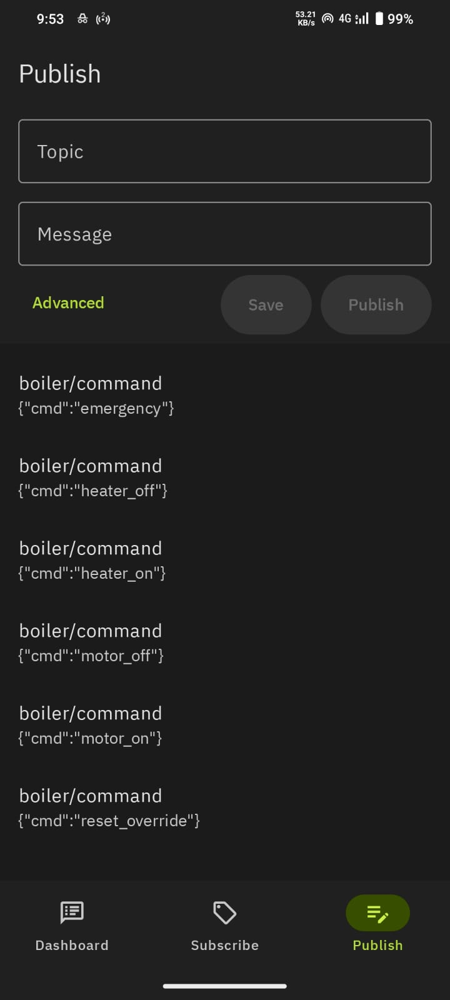 9:53
2
53.21
KB/s
4G
99%
Publish
Topic
Message
Advanced
Save
Publish
boiler/command
{"cmd":"emergency"}
boiler/command
{"cmd":"heater_off"}
boiler/command
{"cmd":"heater_on"}
boiler/command
{"cmd":"motor_off"}
boiler/command
{"cmd":"motor_on"}
boiler/command
{"cmd":"reset_override"}
Dashboard
Subscribe
Publish